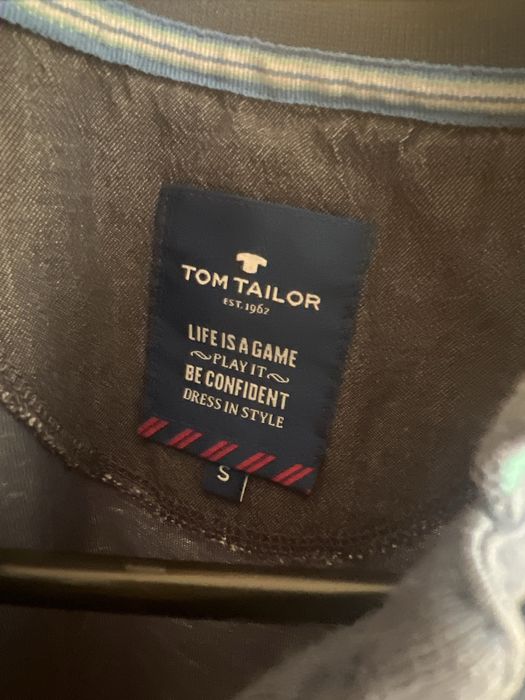 TOM TAILOR
EST. 1962
LIFE IS A GAME
PLAY IT
BE CONFIDENT
DRESS IN STYLE
S